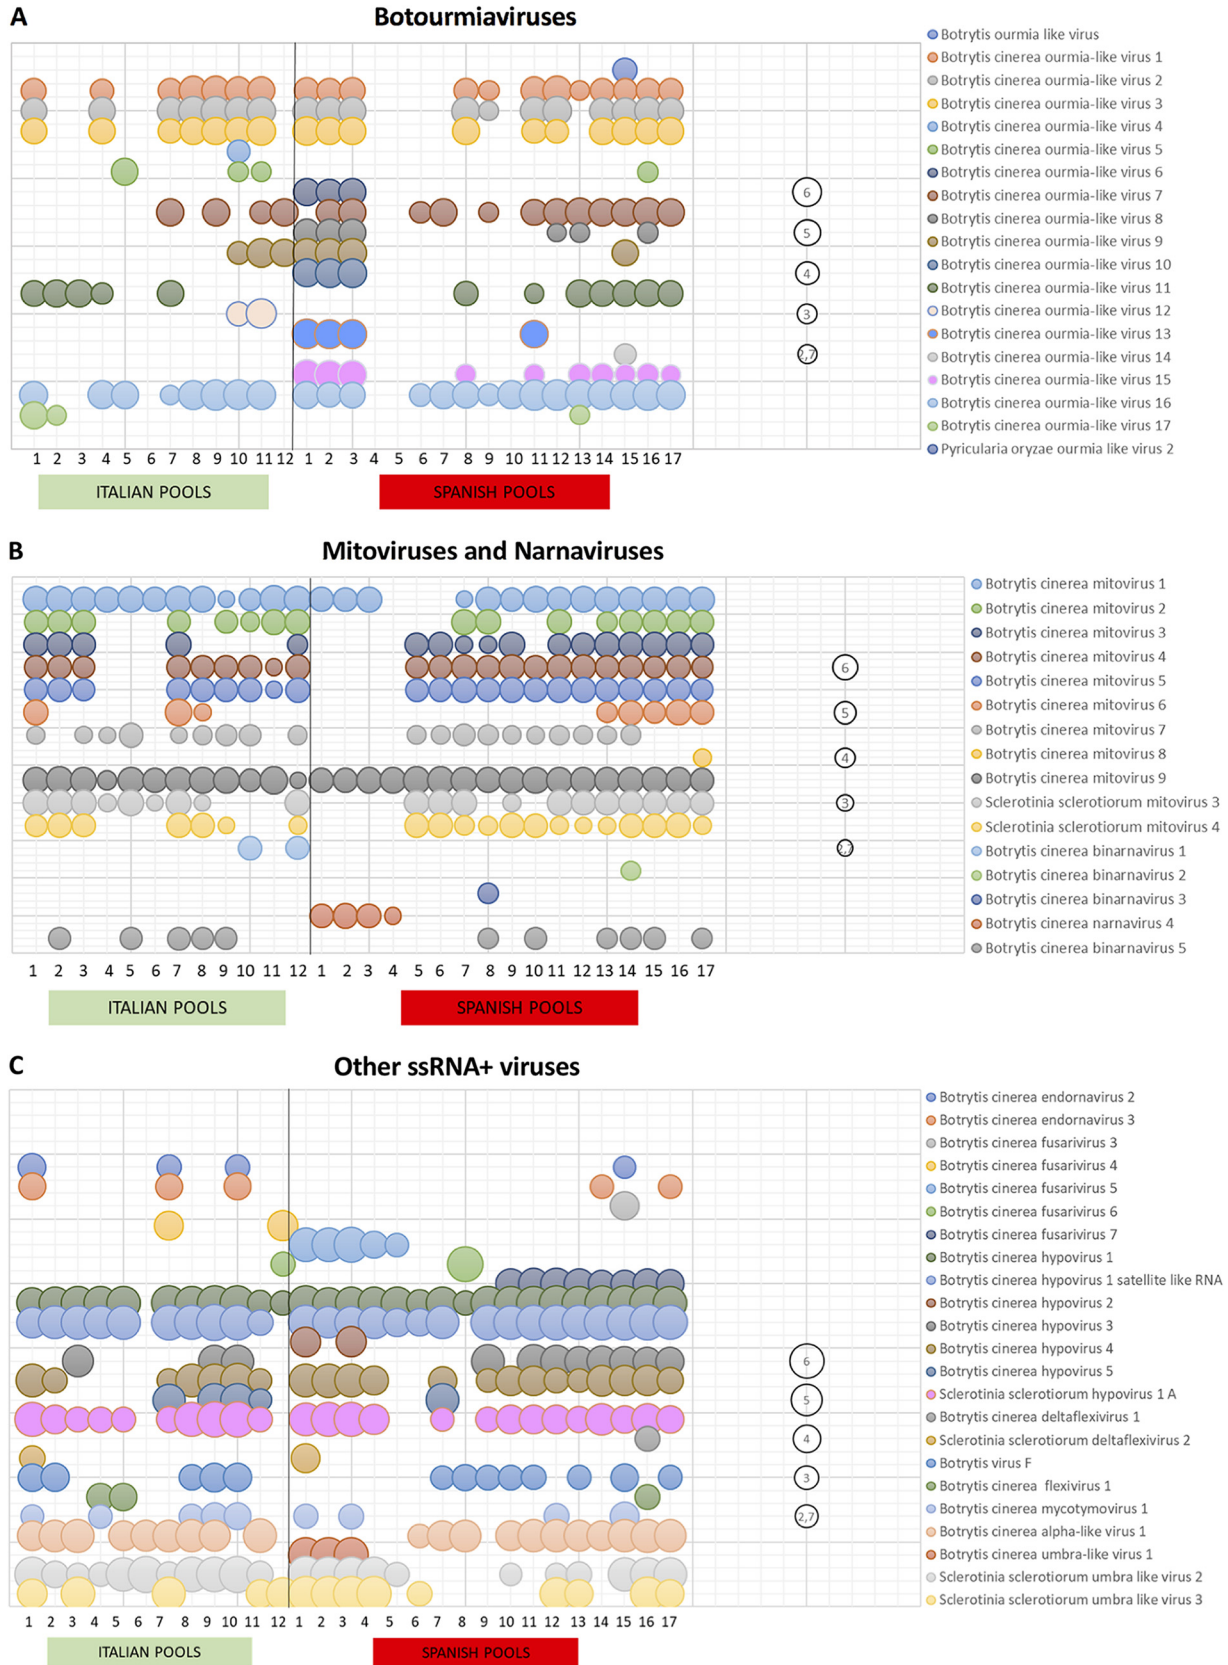 A
Botourmiaviruses
Botrytis ourmia like virus
Botrytis cinerea ourmia-like virus 1
Botrytis cinerea ourmia-like virus 2
Botrytis cinerea ourmia-like virus 3
Botrytis cinerea ourmia-like virus 4
Botrytis cinerea ourmia-like virus 5
Botrytis cinerea ourmia-like virus 6
Botrytis cinerea ourmia-like virus 7
Botrytis cinerea ourmia-like virus 8
Botrytis cinerea ourmia-like virus 9
Botrytis cinerea ourmia-like virus 10
Botrytis cinerea ourmia-like virus 11
Botrytis cinerea ourmia-like virus 12
Botrytis cinerea ourmia-like virus 13
Botrytis cinerea ourmia-like virus 14
Botrytis cinerea ourmia-like virus 15
Botrytis cinerea ourmia-like virus 16
Botrytis cinerea ourmia-like virus 17
Pyricularia oryzae ourmia like virus 2
6
5
4
3
2,7
1 2 3 4 5 6 7 8 9 10 11 12 1 2 3 4 5 6 7 8 9 10 11 12 13 14 15 16 17
ITALIAN POOLS SPANISH POOLS
B
Mitoviruses and Narnaviruses
Botrytis cinerea mitovirus 1
Botrytis cinerea mitovirus 2
Botrytis cinerea mitovirus 3
Botrytis cinerea mitovirus 4
Botrytis cinerea mitovirus 5
Botrytis cinerea mitovirus 6
Botrytis cinerea mitovirus 7
Botrytis cinerea mitovirus 8
Botrytis cinerea mitovirus 9
Sclerotinia sclerotiorum mitovirus 3
Sclerotinia sclerotiorum mitovirus 4
Botrytis cinerea binarnavirus 1
Botrytis cinerea binarnavirus 2
Botrytis cinerea binarnavirus 3
Botrytis cinerea narnavirus 4
Botrytis cinerea binarnavirus 5
6
5
4
3
2,7
1 2 3 4 5 6 7 8 9 10 11 12 1 2 3 4 5 6 7 8 9 10 11 12 13 14 15 16 17
ITALIAN POOLS SPANISH POOLS
C
Other ssRNA+ viruses
Botrytis cinerea endornavirus 2
Botrytis cinerea endornavirus 3
Botrytis cinerea fusarivirus 3
Botrytis cinerea fusarivirus 4
Botrytis cinerea fusarivirus 5
Botrytis cinerea fusarivirus 6
Botrytis cinerea fusarivirus 7
Botrytis cinerea hypovirus 1
Botrytis cinerea hypovirus 1 satellite like RNA
Botrytis cinerea hypovirus 2
Botrytis cinerea hypovirus 3
Botrytis cinerea hypovirus 4
Botrytis cinerea hypovirus 5
Sclerotinia sclerotiorum hypovirus 1 A
Botrytis cinerea deltaflexivirus 1
Sclerotinia sclerotiorum deltaflexivirus 2
Botrytis virus F
Botrytis cinerea flexivirus 1
Botrytis cinerea mycotymovirus 1
Botrytis cinerea alpha-like virus 1
Botrytis cinerea umbra-like virus 1
Sclerotinia sclerotiorum umbra like virus 2
Sclerotinia sclerotiorum umbra like virus 3
6
5
4
3
2,7
1 2 3 4 5 6 7 8 9 10 11 12 1 2 3 4 5 6 7 8 9 10 11 12 13 14 15 16 17
ITALIAN POOLS SPANISH POOLS